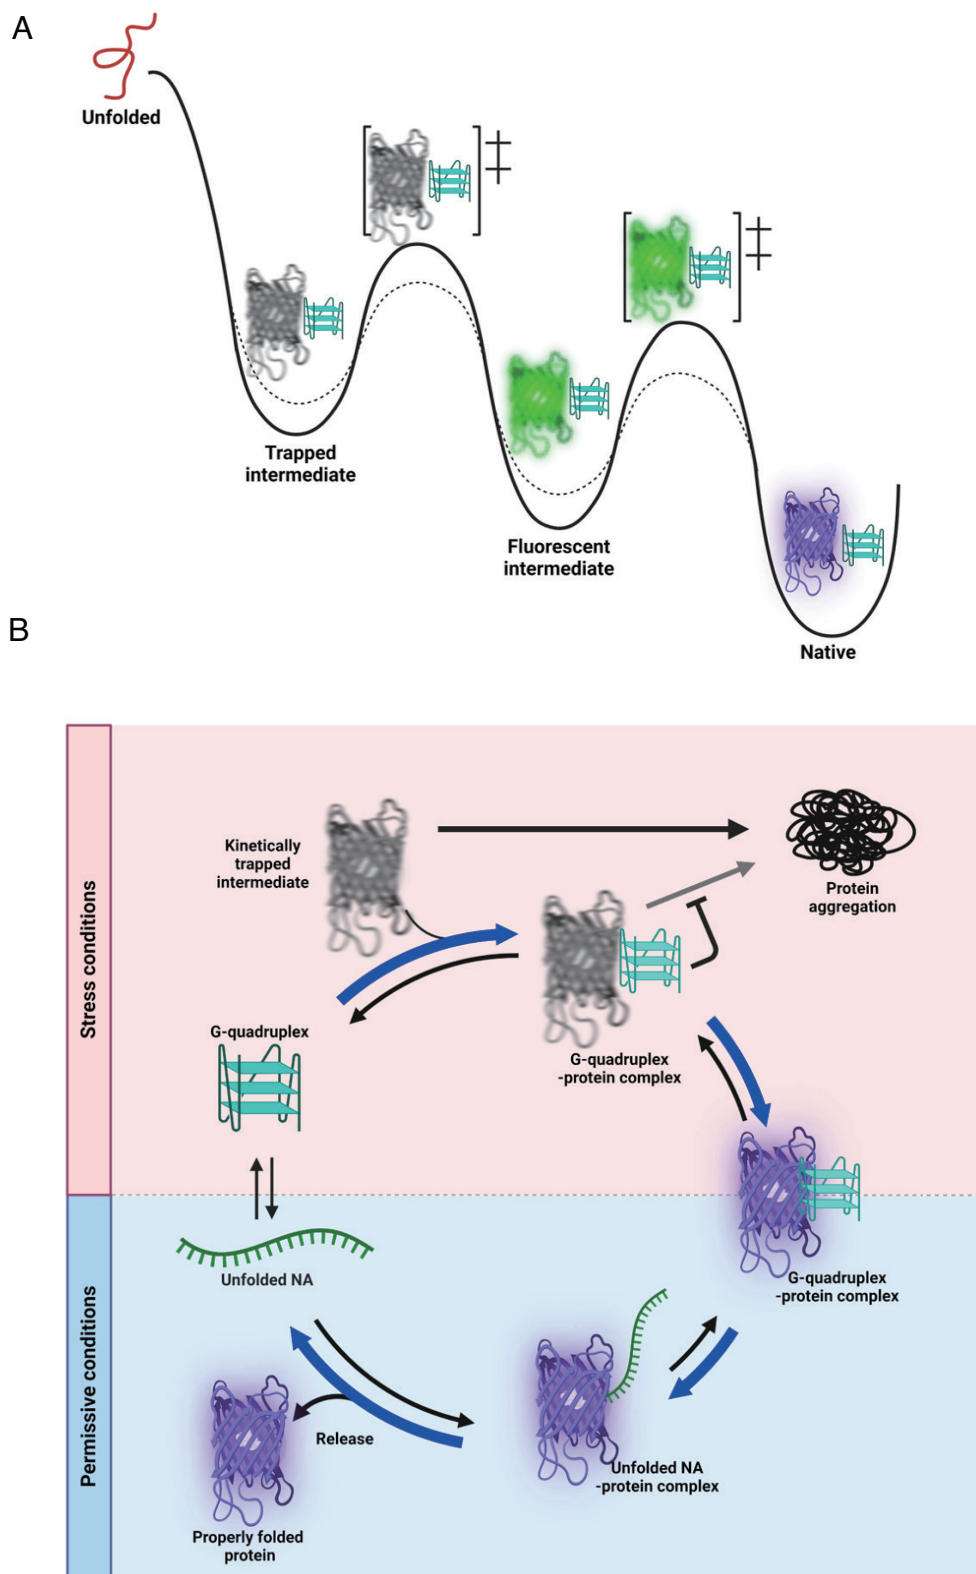 A
Unfolded
‡
‡
Trapped
intermediate
Fluorescent
intermediate
Native
B
Stress conditions
Kinetically
trapped
intermediate
Protein
aggregation
G-quadruplex
G-quadruplex
-protein complex
Permissive conditions
Unfolded NA
G-quadruplex
-protein complex
Release
Unfolded NA
-protein complex
Properly folded
protein